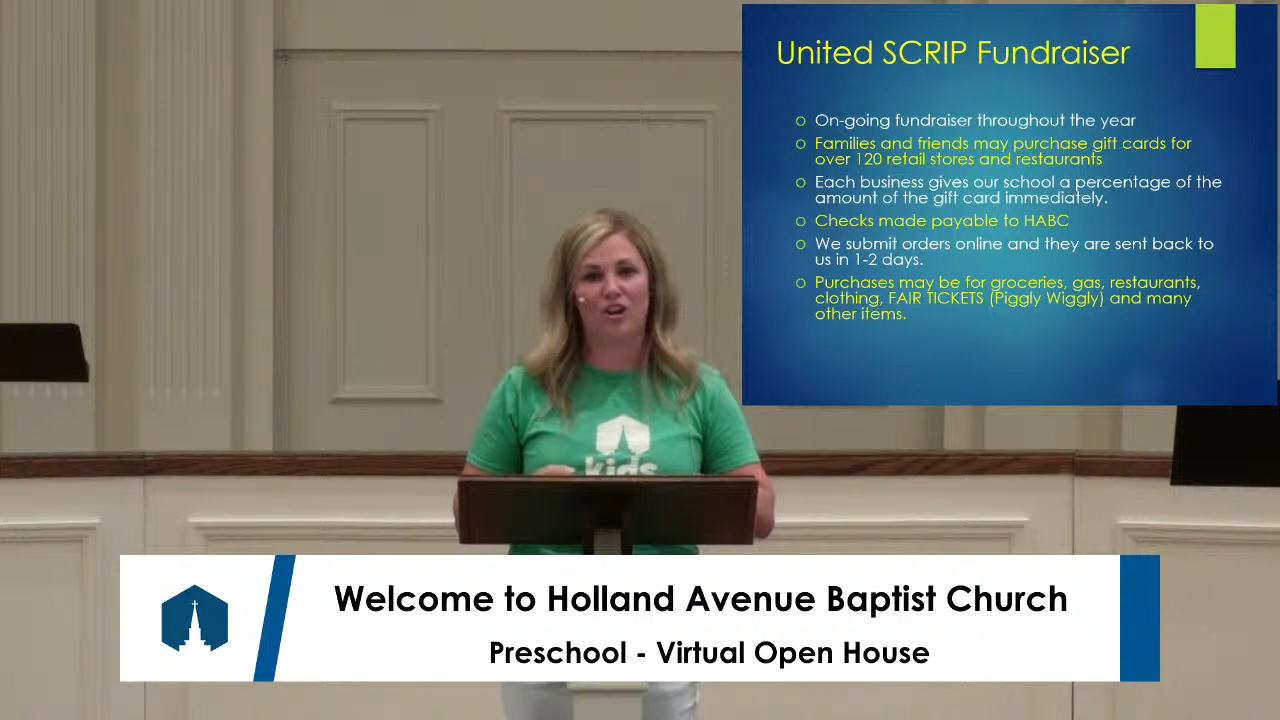 United SCRIP Fundraiser
On-going fundraiser throughout the year
Families and friends may purchase gift cards for
over 120 retail stores and restaurants
Each business gives our school a percentage of the
amount of the gift card immediately.
Checks made payable to HABC
We submit orders online and they are sent back to
us in 1-2 days.
Purchases may be for groceries, gas, restaurants,
clothing, FAIR TICKETS (Piggly Wiggly) and many
other items.
kids
Welcome to Holland Avenue Baptist Church
Preschool - Virtual Open House